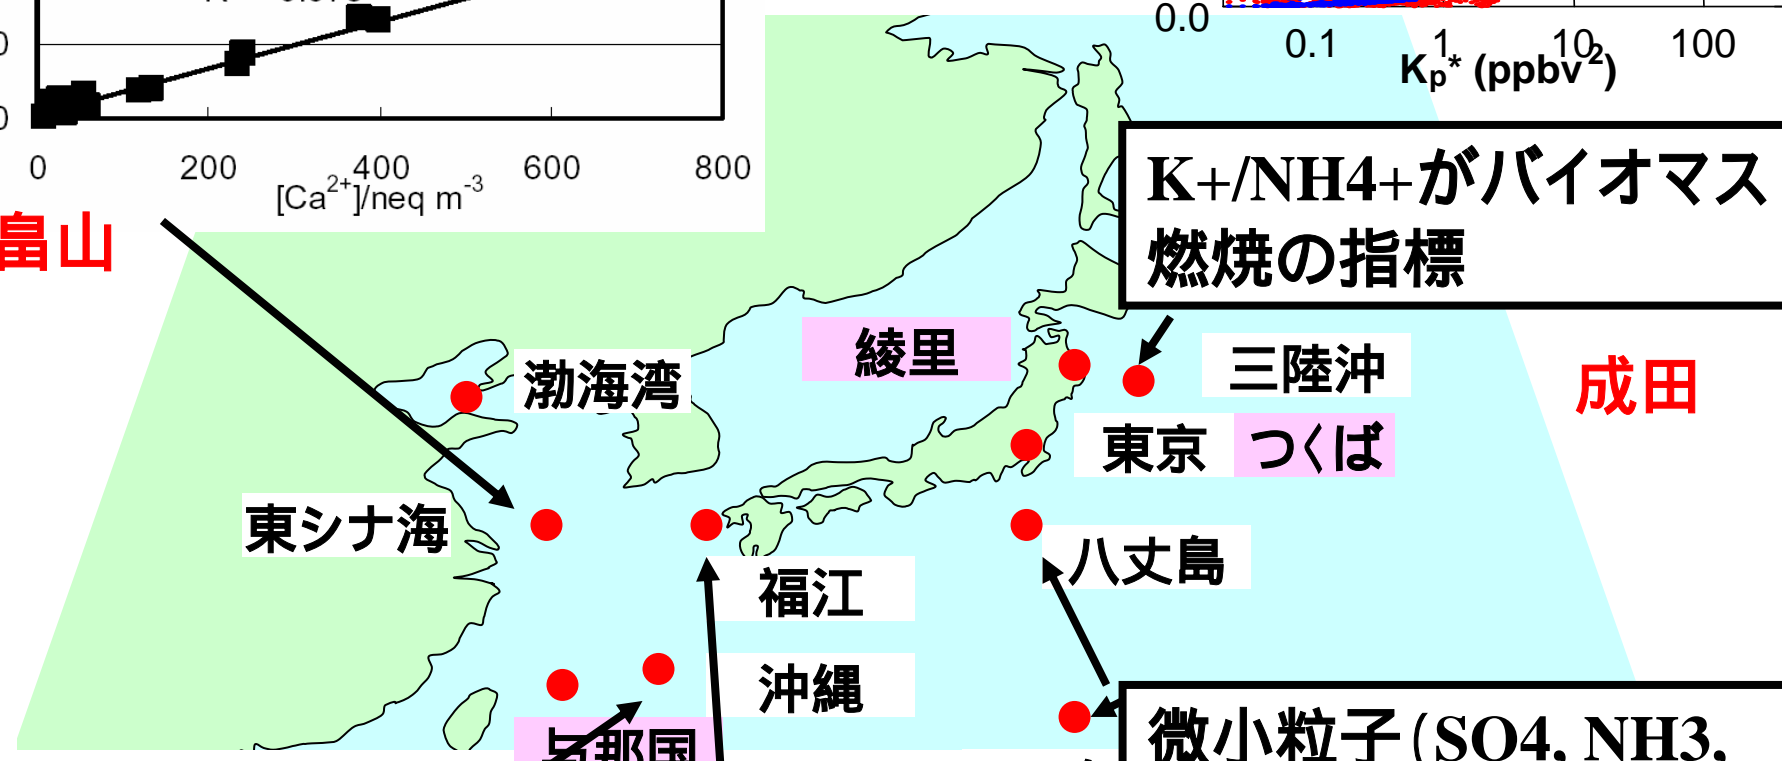 0.0
0.1 1 10 100
Kp* (ppbv²)
0 200 400 600 800
[Ca²⁺]/neq m⁻³
畠山
K+/NH4+がバイオマス
燃焼の指標
綾里
渤海湾
三陸沖
成田
東京 つくば
東シナ海
八丈島
福江
沖縄
与那国
微小粒子(SO4, NH3,